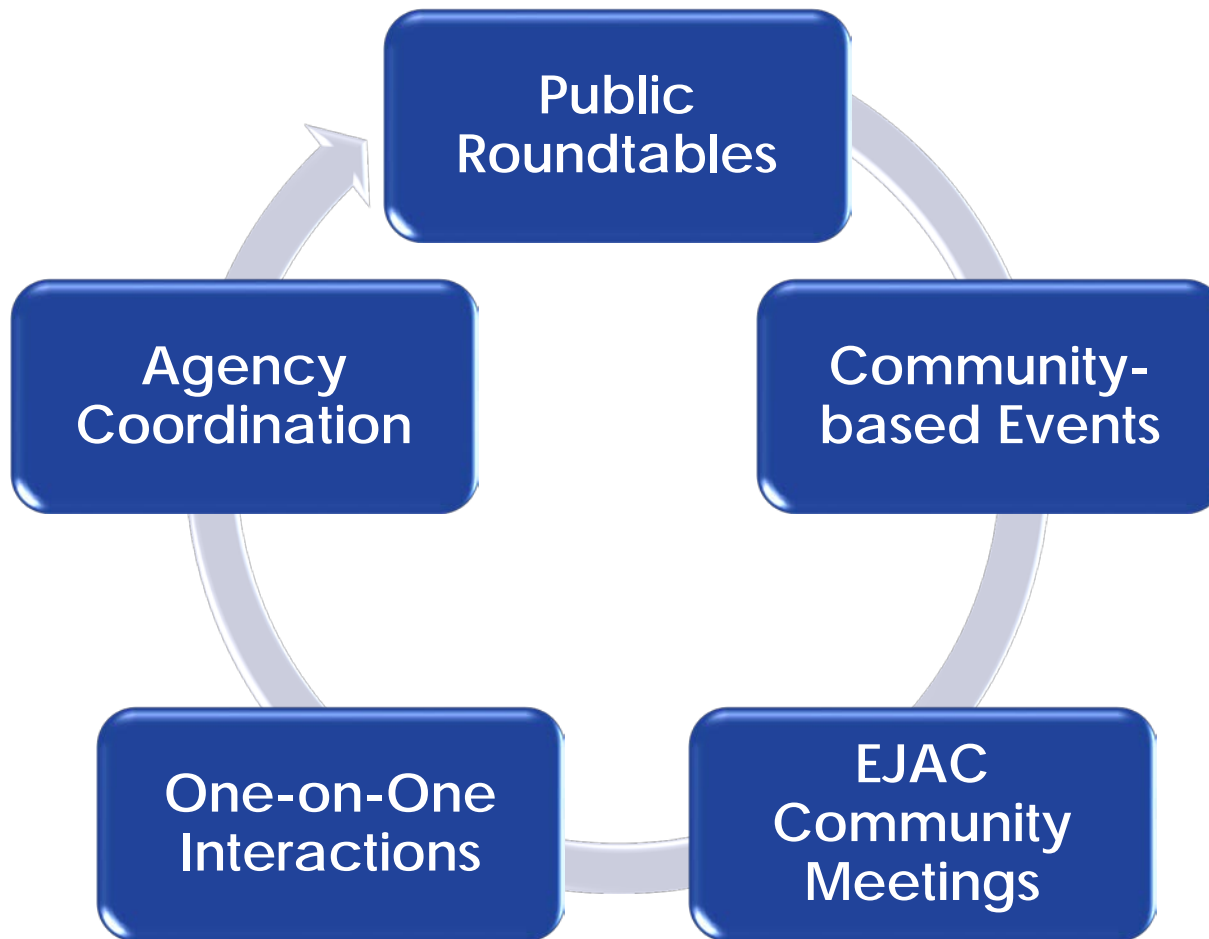 Public
Roundtables
Community-
based Events
EJAC
Community
Meetings
One-on-One
Interactions
Agency
Coordination